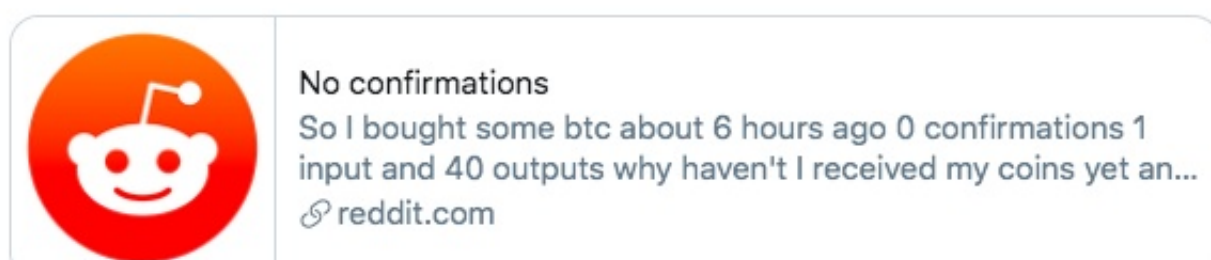 No confirmations
So I bought some btc about 6 hours ago 0 confirmations 1
input and 40 outputs why haven't I received my coins yet an...
reddit.com